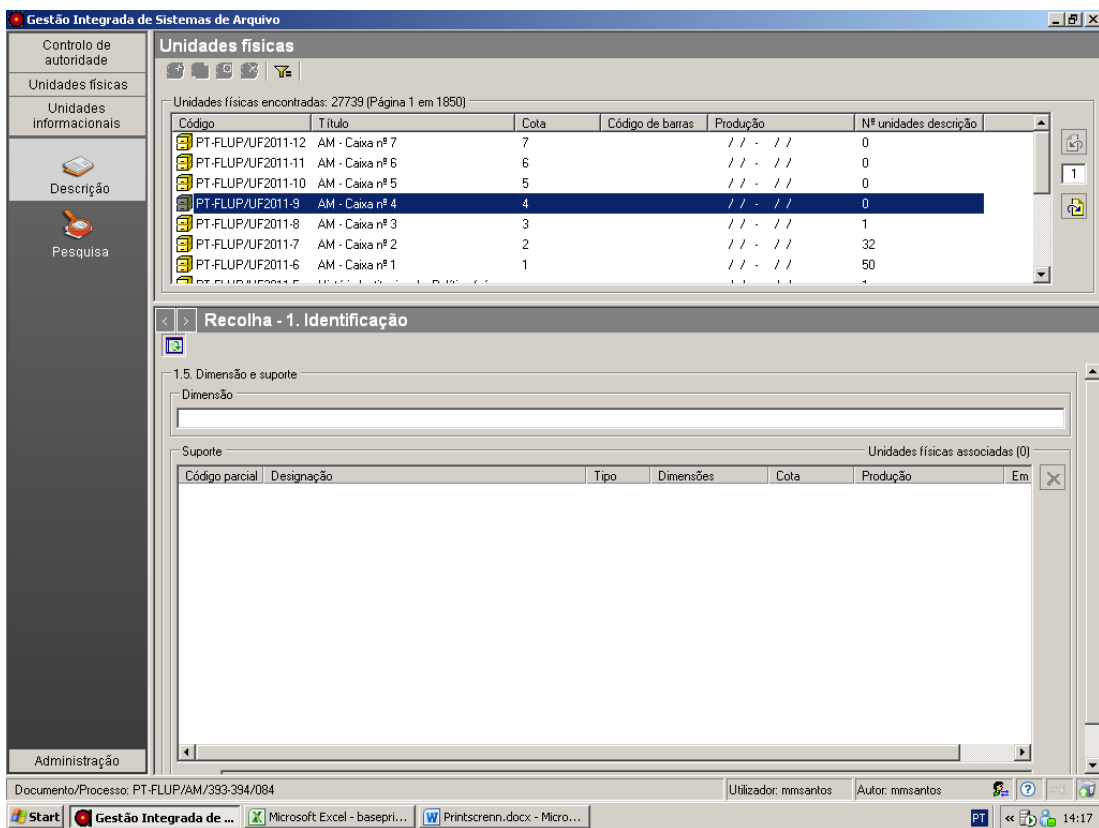 Gestão Integrada de Sistemas de Arquivo
Controlo de
autoridade
Unidades físicas
Unidades
informacionais
Descrição
Pesquisa
Administração
Unidades físicas
Unidades físicas encontradas: 27739 (Página 1 em 1850)
Código Título Cota Código de barras Produção Nº unidades descrição
PT-FLUP/UF2011-12 AM - Caixa nº 7 7 / / - / / 0
PT-FLUP/UF2011-11 AM - Caixa nº 6 6 / / - / / 0
PT-FLUP/UF2011-10 AM - Caixa nº 5 5 / / - / / 0
PT-FLUP/UF2011-9 AM - Caixa nº 4 4 / / - / / 0
PT-FLUP/UF2011-8 AM - Caixa nº 3 3 / / - / / 1
PT-FLUP/UF2011-7 AM - Caixa nº 2 2 / / - / / 32
PT-FLUP/UF2011-6 AM - Caixa nº 1 1 / / - / / 50
1
< > Recolha - 1. Identificação
1.5. Dimensão e suporte
Dimensão
Suporte Unidades físicas associadas (0)
Código parcial Designação Tipo Dimensões Cota Produção Em
Documento/Processo: PT-FLUP/AM/393-394/084 Utilizador: mmsantos Autor: mmsantos
Start Gestão Integrada de ... Microsoft Excel - basepri... Printscrenn.docx - Micro... PT « 14:17